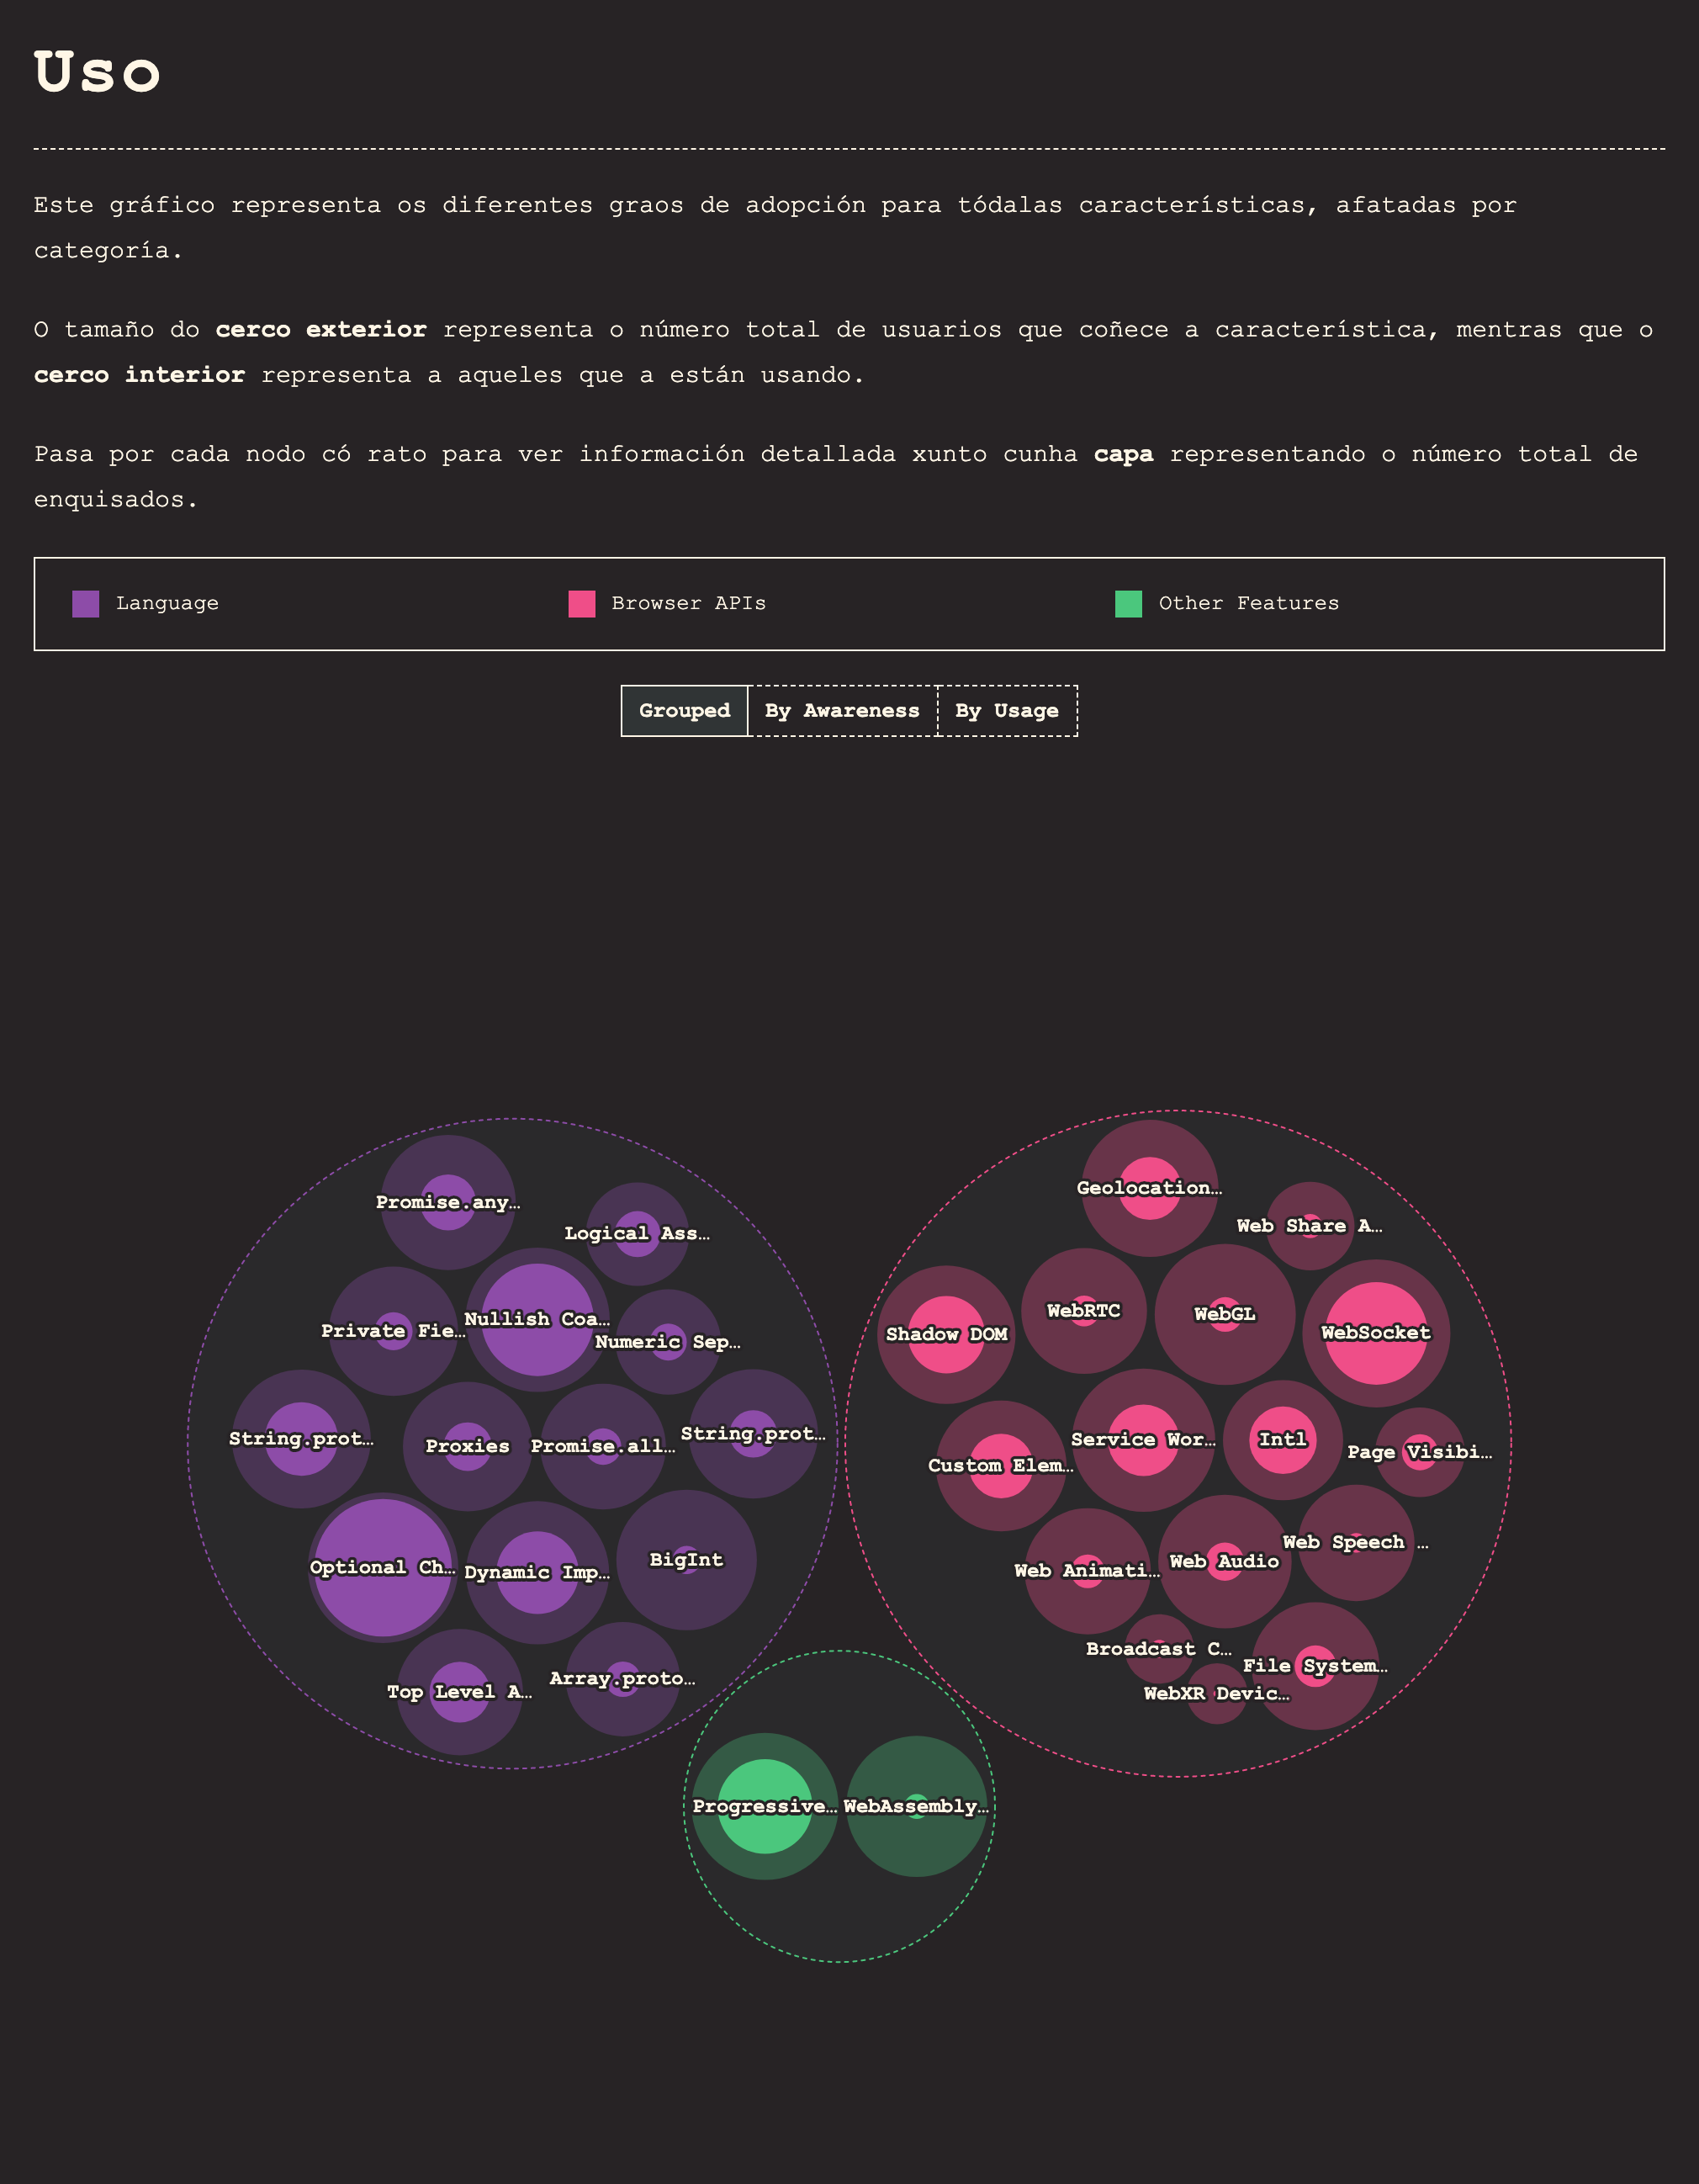 Uso
Este gráfico representa os diferentes graos de adopción para tódalas características, afatadas por
categoría.
O tamaño do cerco exterior representa o número total de usuarios que coñece a característica, mentras que o
cerco interior representa a aqueles que a están usando.
Pasa por cada nodo có rato para ver información detallada xunto cunha capa representando o número total de
enquisados.
Language
Browser APIs
Other Features
Grouped
By Awareness
By Usage
Promise.any…
Logical Ass…
Private Fie…
Nullish Coa…
Numeric Sep…
String.prot…
Proxies
Promise.all…
String.prot…
Optional Ch…
Dynamic Imp…
BigInt
Top Level A…
Array.proto…
Geolocation…
Web Share A…
Shadow DOM
WebRTC
WebGL
WebSocket
Custom Elem…
Service Wor…
Intl
Page Visibi…
Web Animati…
Web Audio
Web Speech …
Broadcast C…
File System…
WebXR Devic…
Progressive…
WebAssembly…